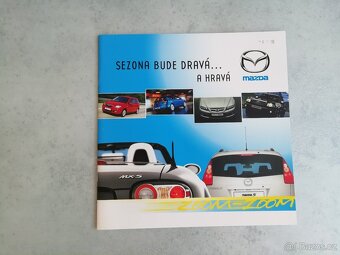 SEZONA BUDE DRAVÁ...
A HRAVÁ
mazda
MX-5
ZOOM-ZOOM